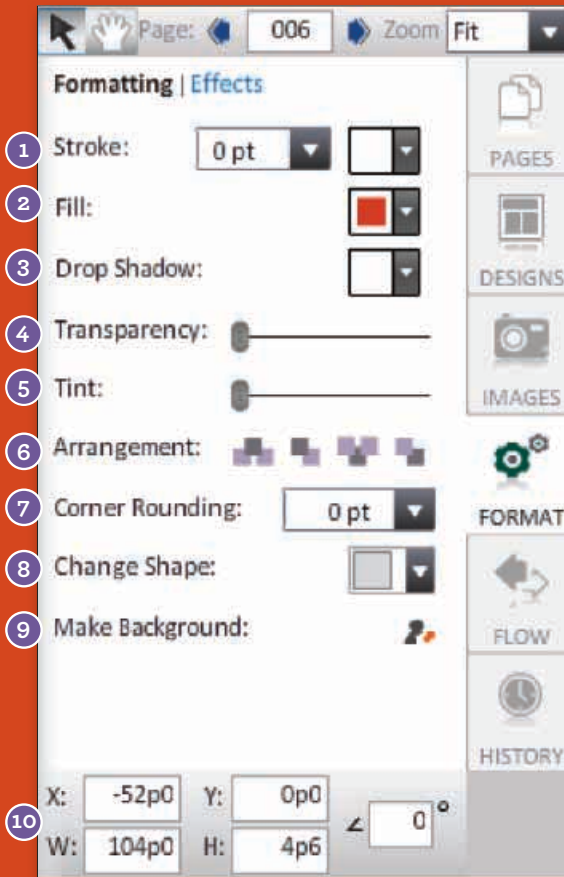 Page: 006 Zoom Fit
Formatting | Effects
PAGES
1 Stroke: 0 pt
2 Fill:
DESIGNS
3 Drop Shadow:
4 Transparency:
5 Tint:
IMAGES
6 Arrangement:
7 Corner Rounding: 0 pt
FORMAT
8 Change Shape:
9 Make Background:
FLOW
HISTORY
X: -52p0 Y: 0p0
10 ∠ 0°
W: 104p0 H: 4p6